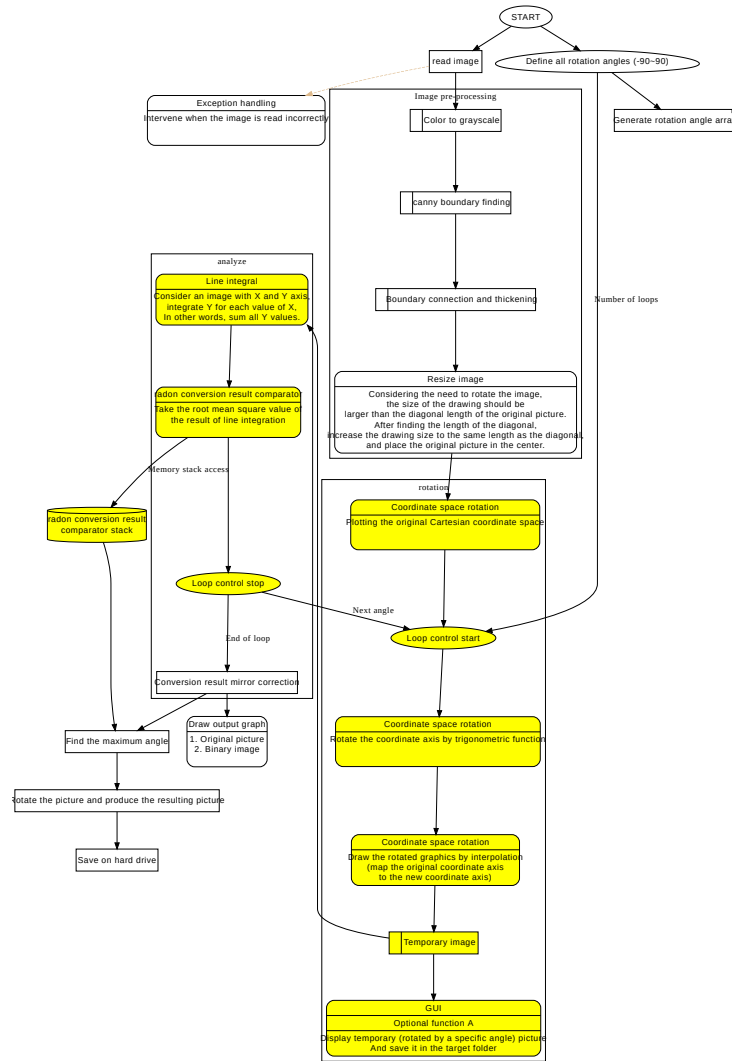 START
read image
Define all rotation angles (-90~90)
Exception handling
Intervene when the image is read incorrectly
Image pre-processing
Color to grayscale
Generate rotation angle arra
canny boundary finding
analyze
Line integral
Consider an image with X and Y axis,
integrate Y for each value of X,
In other words, sum all Y values.
Boundary connection and thickening
Number of loops
Resize image
Considering the need to rotate the image,
the size of the drawing should be
larger than the diagonal length of the original picture.
After finding the length of the diagonal,
increase the drawing size to the same length as the diagonal,
and place the original picture in the center.
radon conversion result comparator
Take the root mean square value of
the result of line integration
Memory stack access
rotation
Coordinate space rotation
Plotting the original Cartesian coordinate space
radon conversion result
comparator stack
Loop control stop
Next angle
Loop control start
End of loop
Conversion result mirror correction
Draw output graph
1. Original picture
2. Binary image
Coordinate space rotation
Rotate the coordinate axis by trigonometric function
Find the maximum angle
Rotate the picture and produce the resulting picture
Save on hard drive
Coordinate space rotation
Draw the rotated graphics by interpolation
(map the original coordinate axis
to the new coordinate axis)
Temporary image
GUI
Optional function A
Display temporary (rotated by a specific angle) picture
And save it in the target folder